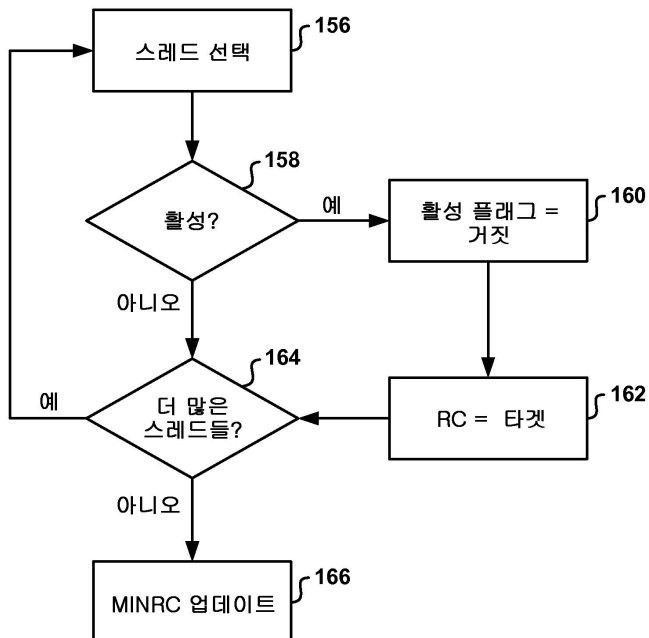 스레드 선택
156
활성?
158
예
활성 플래그 =
거짓
160
아니오
더 많은
스레드들?
164
예
RC = 타겟
162
아니오
MINRC 업데이트
166